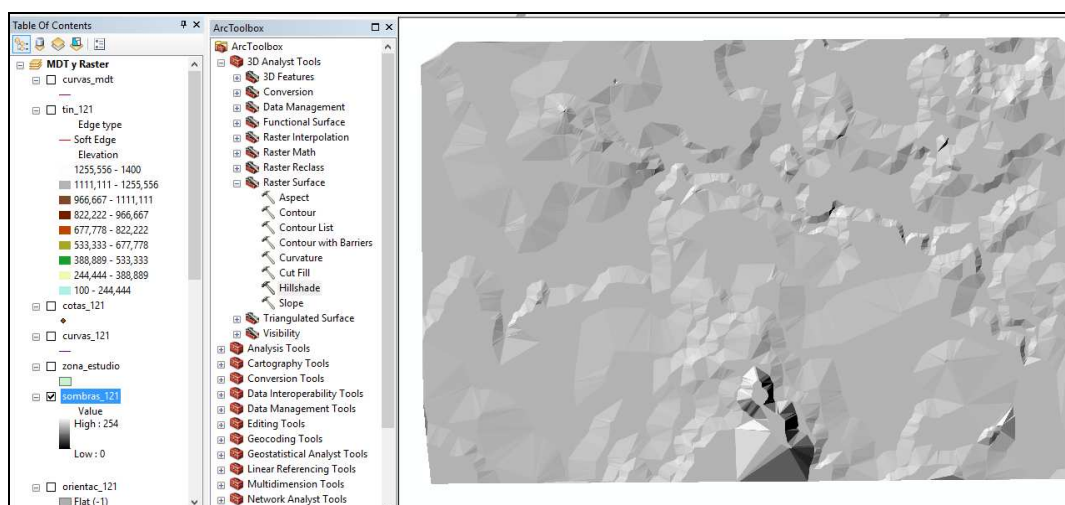 Table Of Contents
MDT y Raster
curvas_mdt
tin_121
Edge type
Soft Edge
Elevation
1255,556 - 1400
1111,111 - 1255,556
966,667 - 1111,111
822,222 - 966,667
677,778 - 822,222
533,333 - 677,778
388,889 - 533,333
244,444 - 388,889
100 - 244,444
cotas_121
curvas_121
zona_estudio
sombras_121
Value
High : 254
Low : 0
orientac_121
Flat (-1)
ArcToolbox
ArcToolbox
3D Analyst Tools
3D Features
Conversion
Data Management
Functional Surface
Raster Interpolation
Raster Math
Raster Reclass
Raster Surface
Aspect
Contour
Contour List
Contour with Barriers
Curvature
Cut Fill
Hillshade
Slope
Triangulated Surface
Visibility
Analysis Tools
Cartography Tools
Conversion Tools
Data Interoperability Tools
Data Management Tools
Editing Tools
Geocoding Tools
Geostatistical Analyst Tools
Linear Referencing Tools
Multidimension Tools
Network Analyst Tools